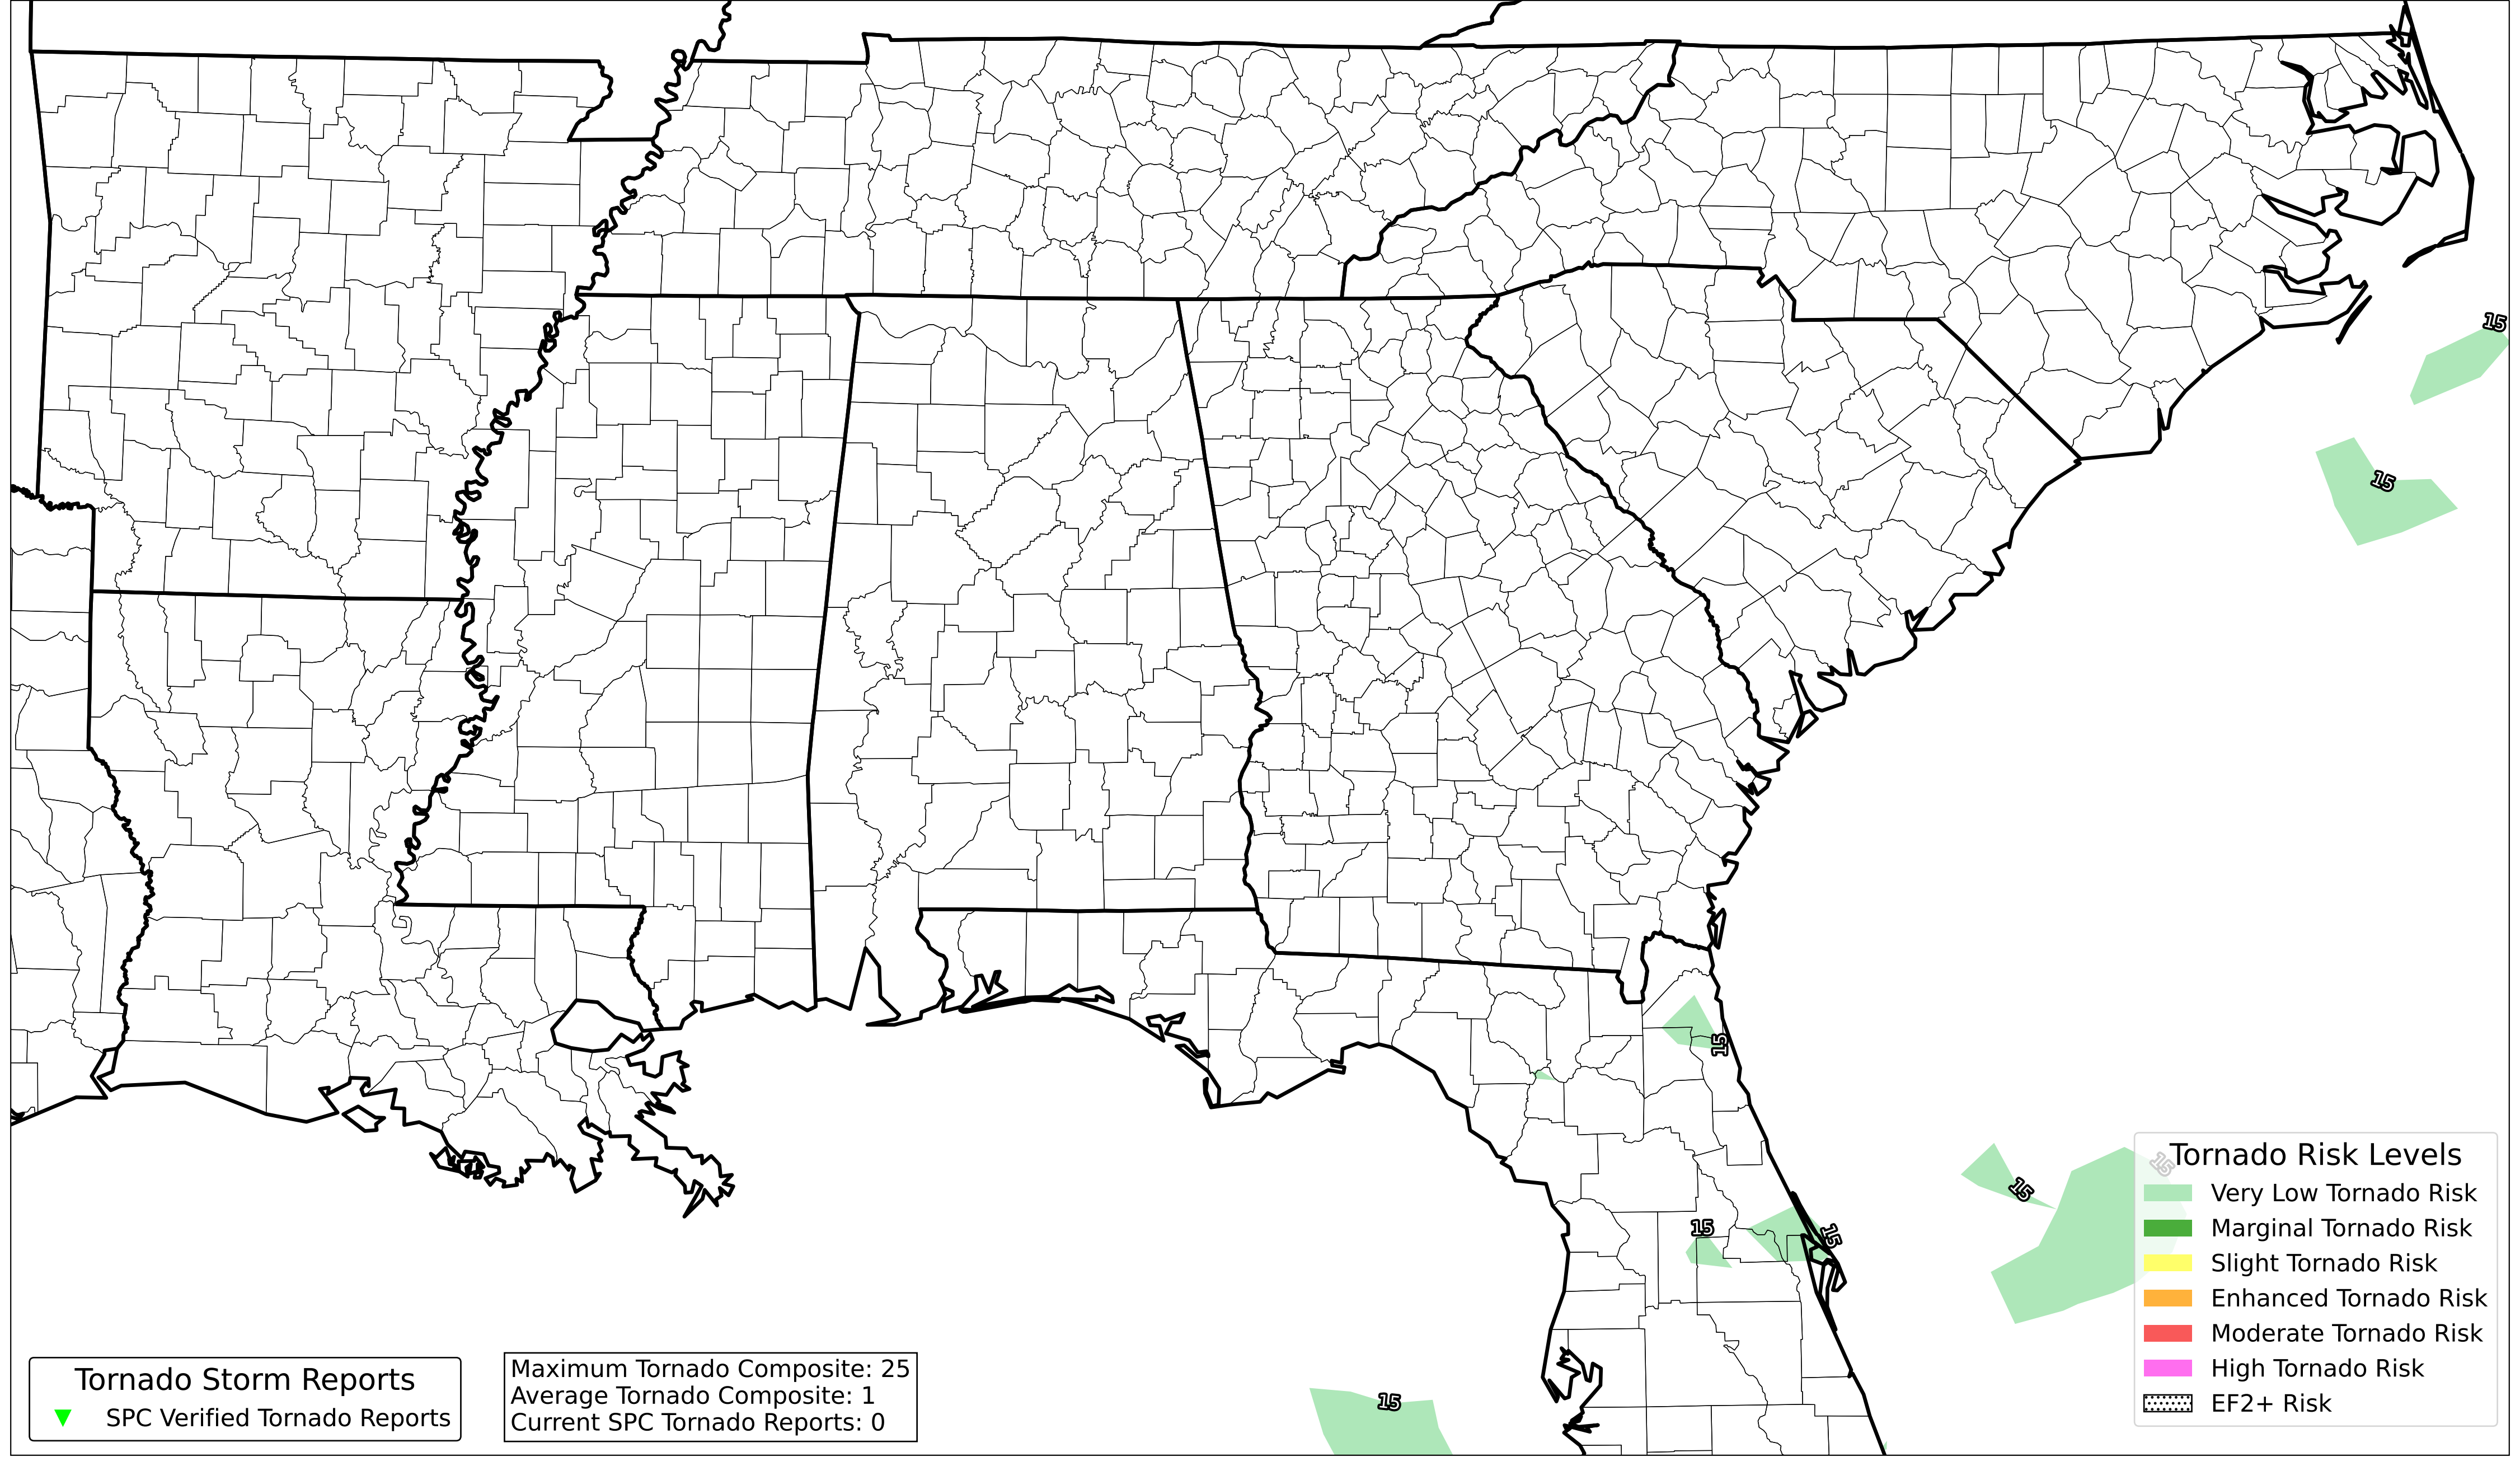 15
15
15
15
15
15
15
15
Tornado Risk Levels
Very Low Tornado Risk
Marginal Tornado Risk
Slight Tornado Risk
Enhanced Tornado Risk
Moderate Tornado Risk
High Tornado Risk
EF2+ Risk
Tornado Storm Reports
SPC Verified Tornado Reports
Maximum Tornado Composite: 25
Average Tornado Composite: 1
Current SPC Tornado Reports: 0